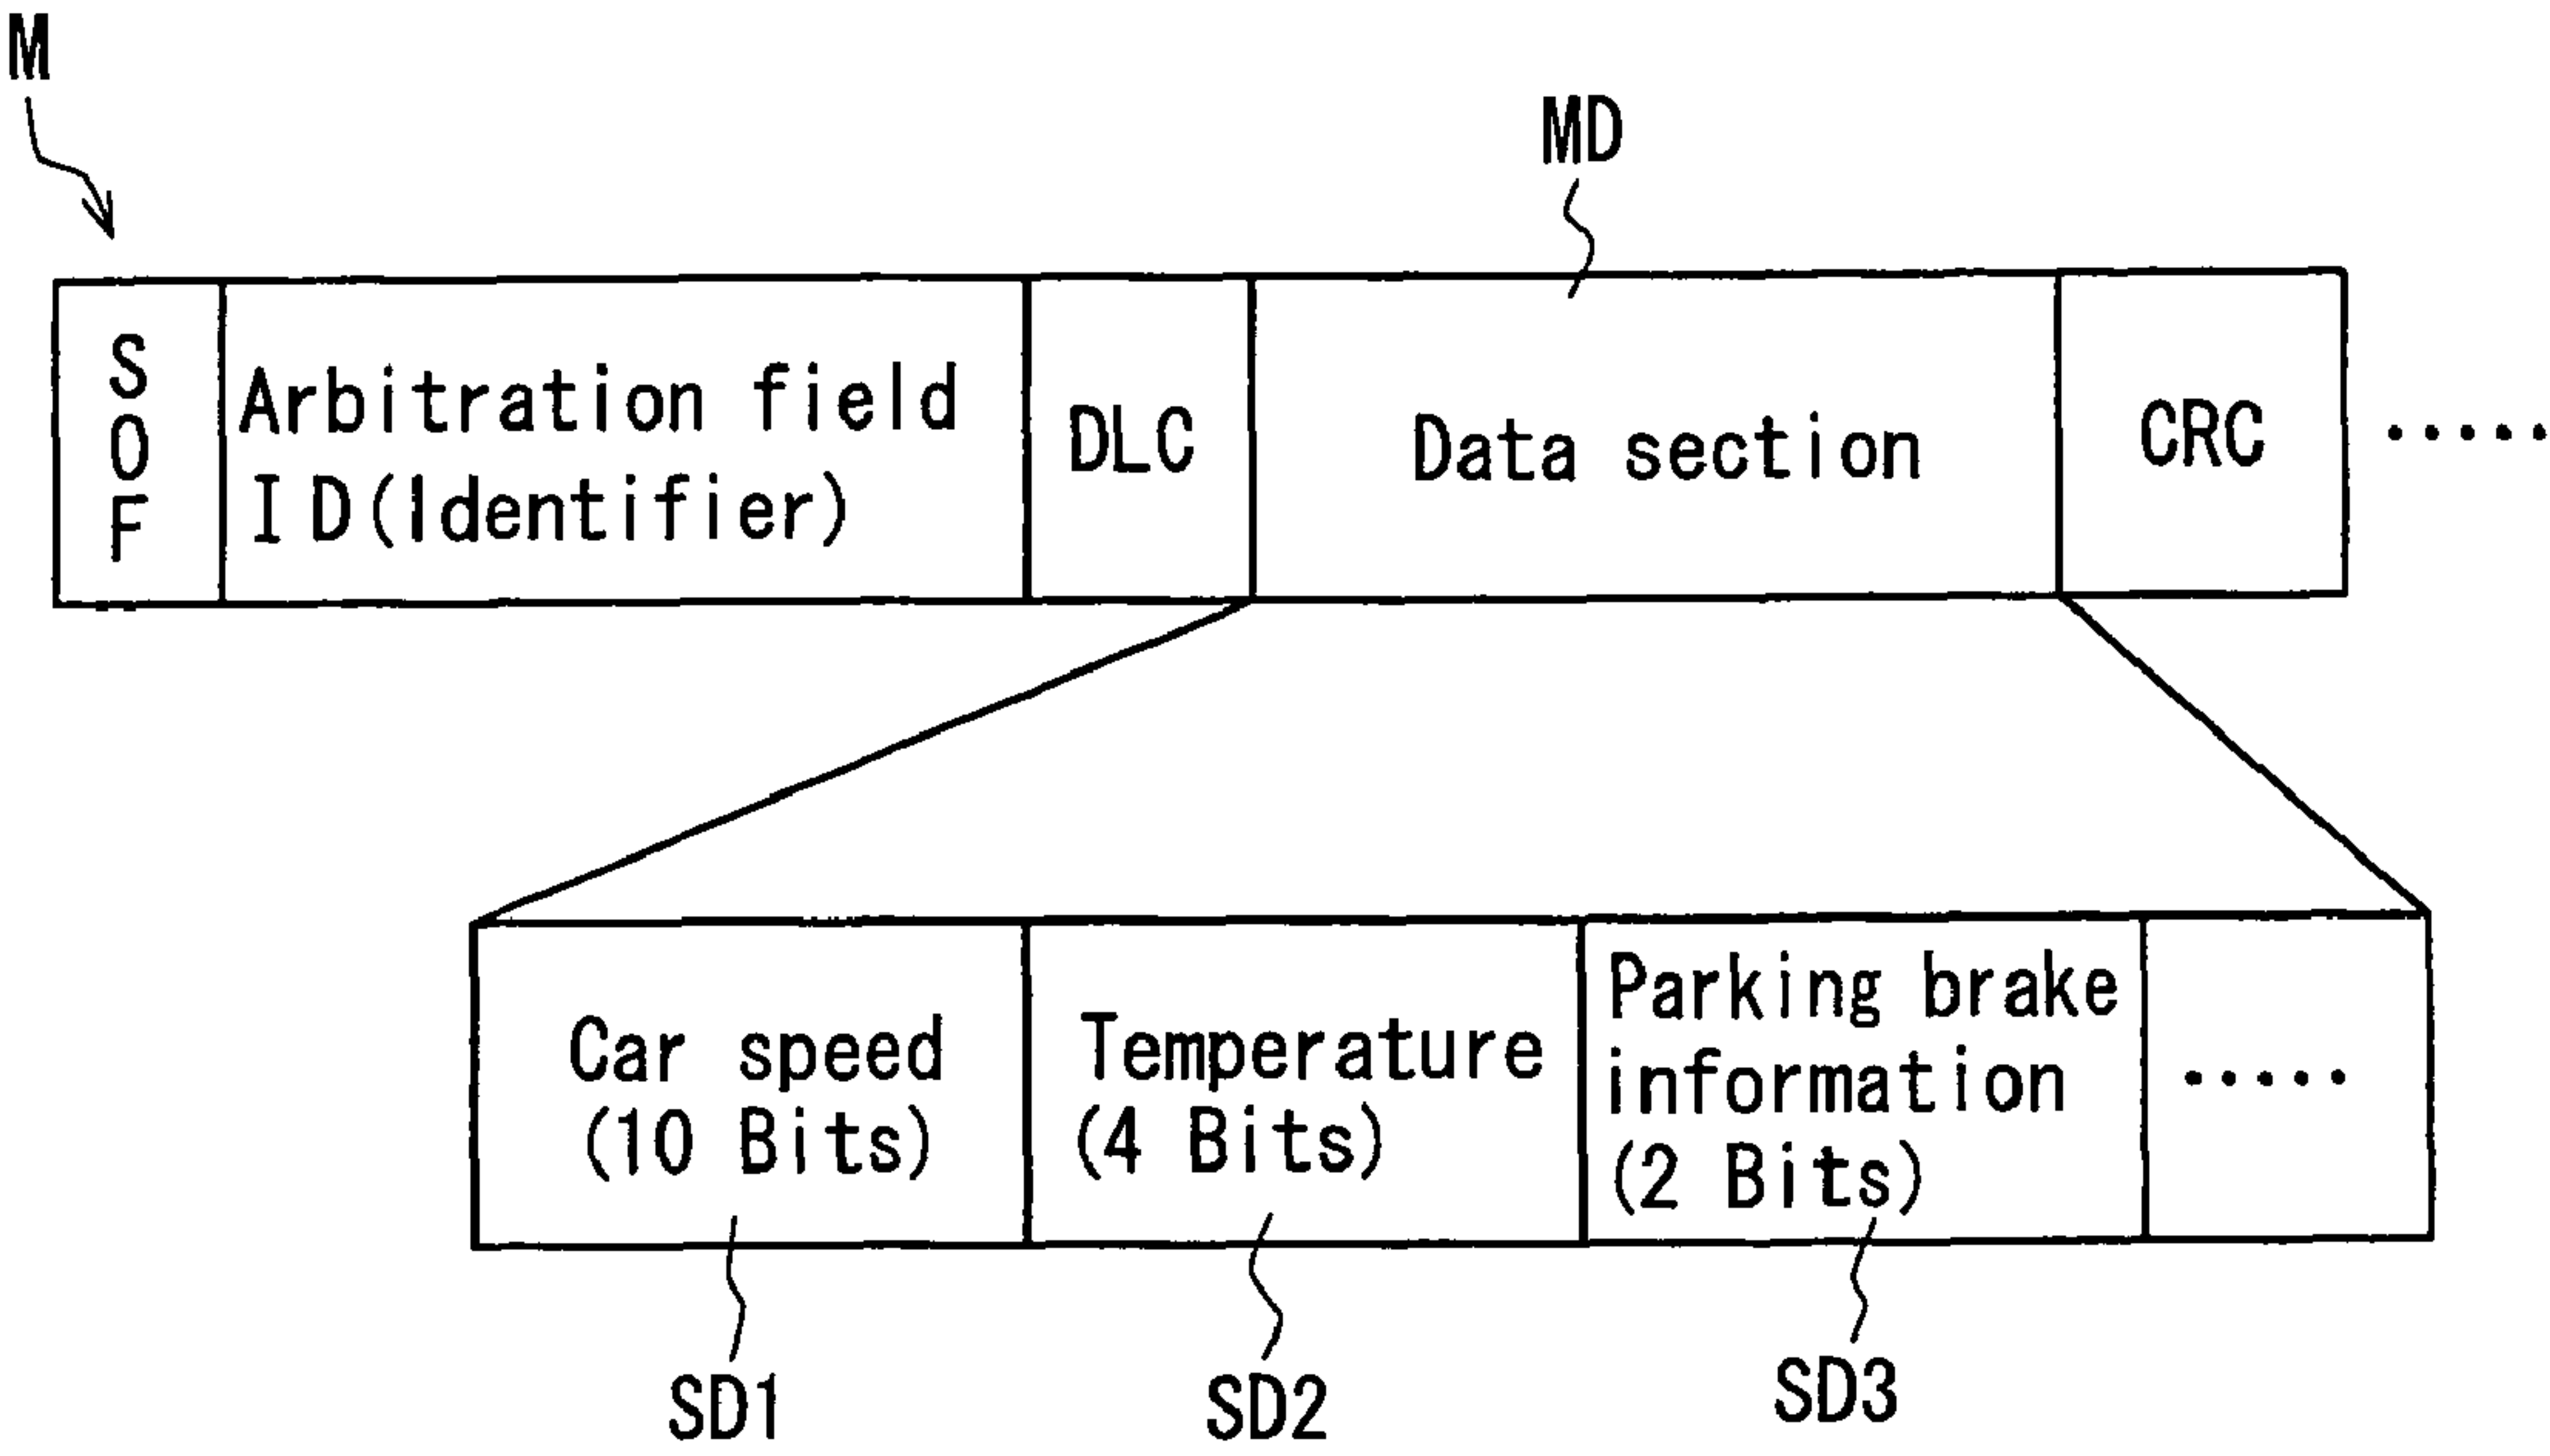 M
MD
SOF
Arbitration field
ID(Identifier)
DLC
Data section
CRC
.....
Car speed
(10 Bits)
Temperature
(4 Bits)
Parking brake
information
(2 Bits)
.....
SD1
SD2
SD3